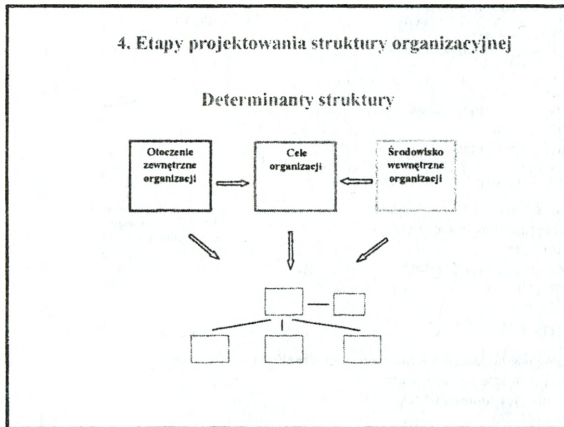 4. Etapy projektowania struktury organizacyjnej
Determinanty struktury
Otoczenie
zewnętrzne
organizacji
Cele
organizacji
Środowisko
wewnętrzne
organizacji